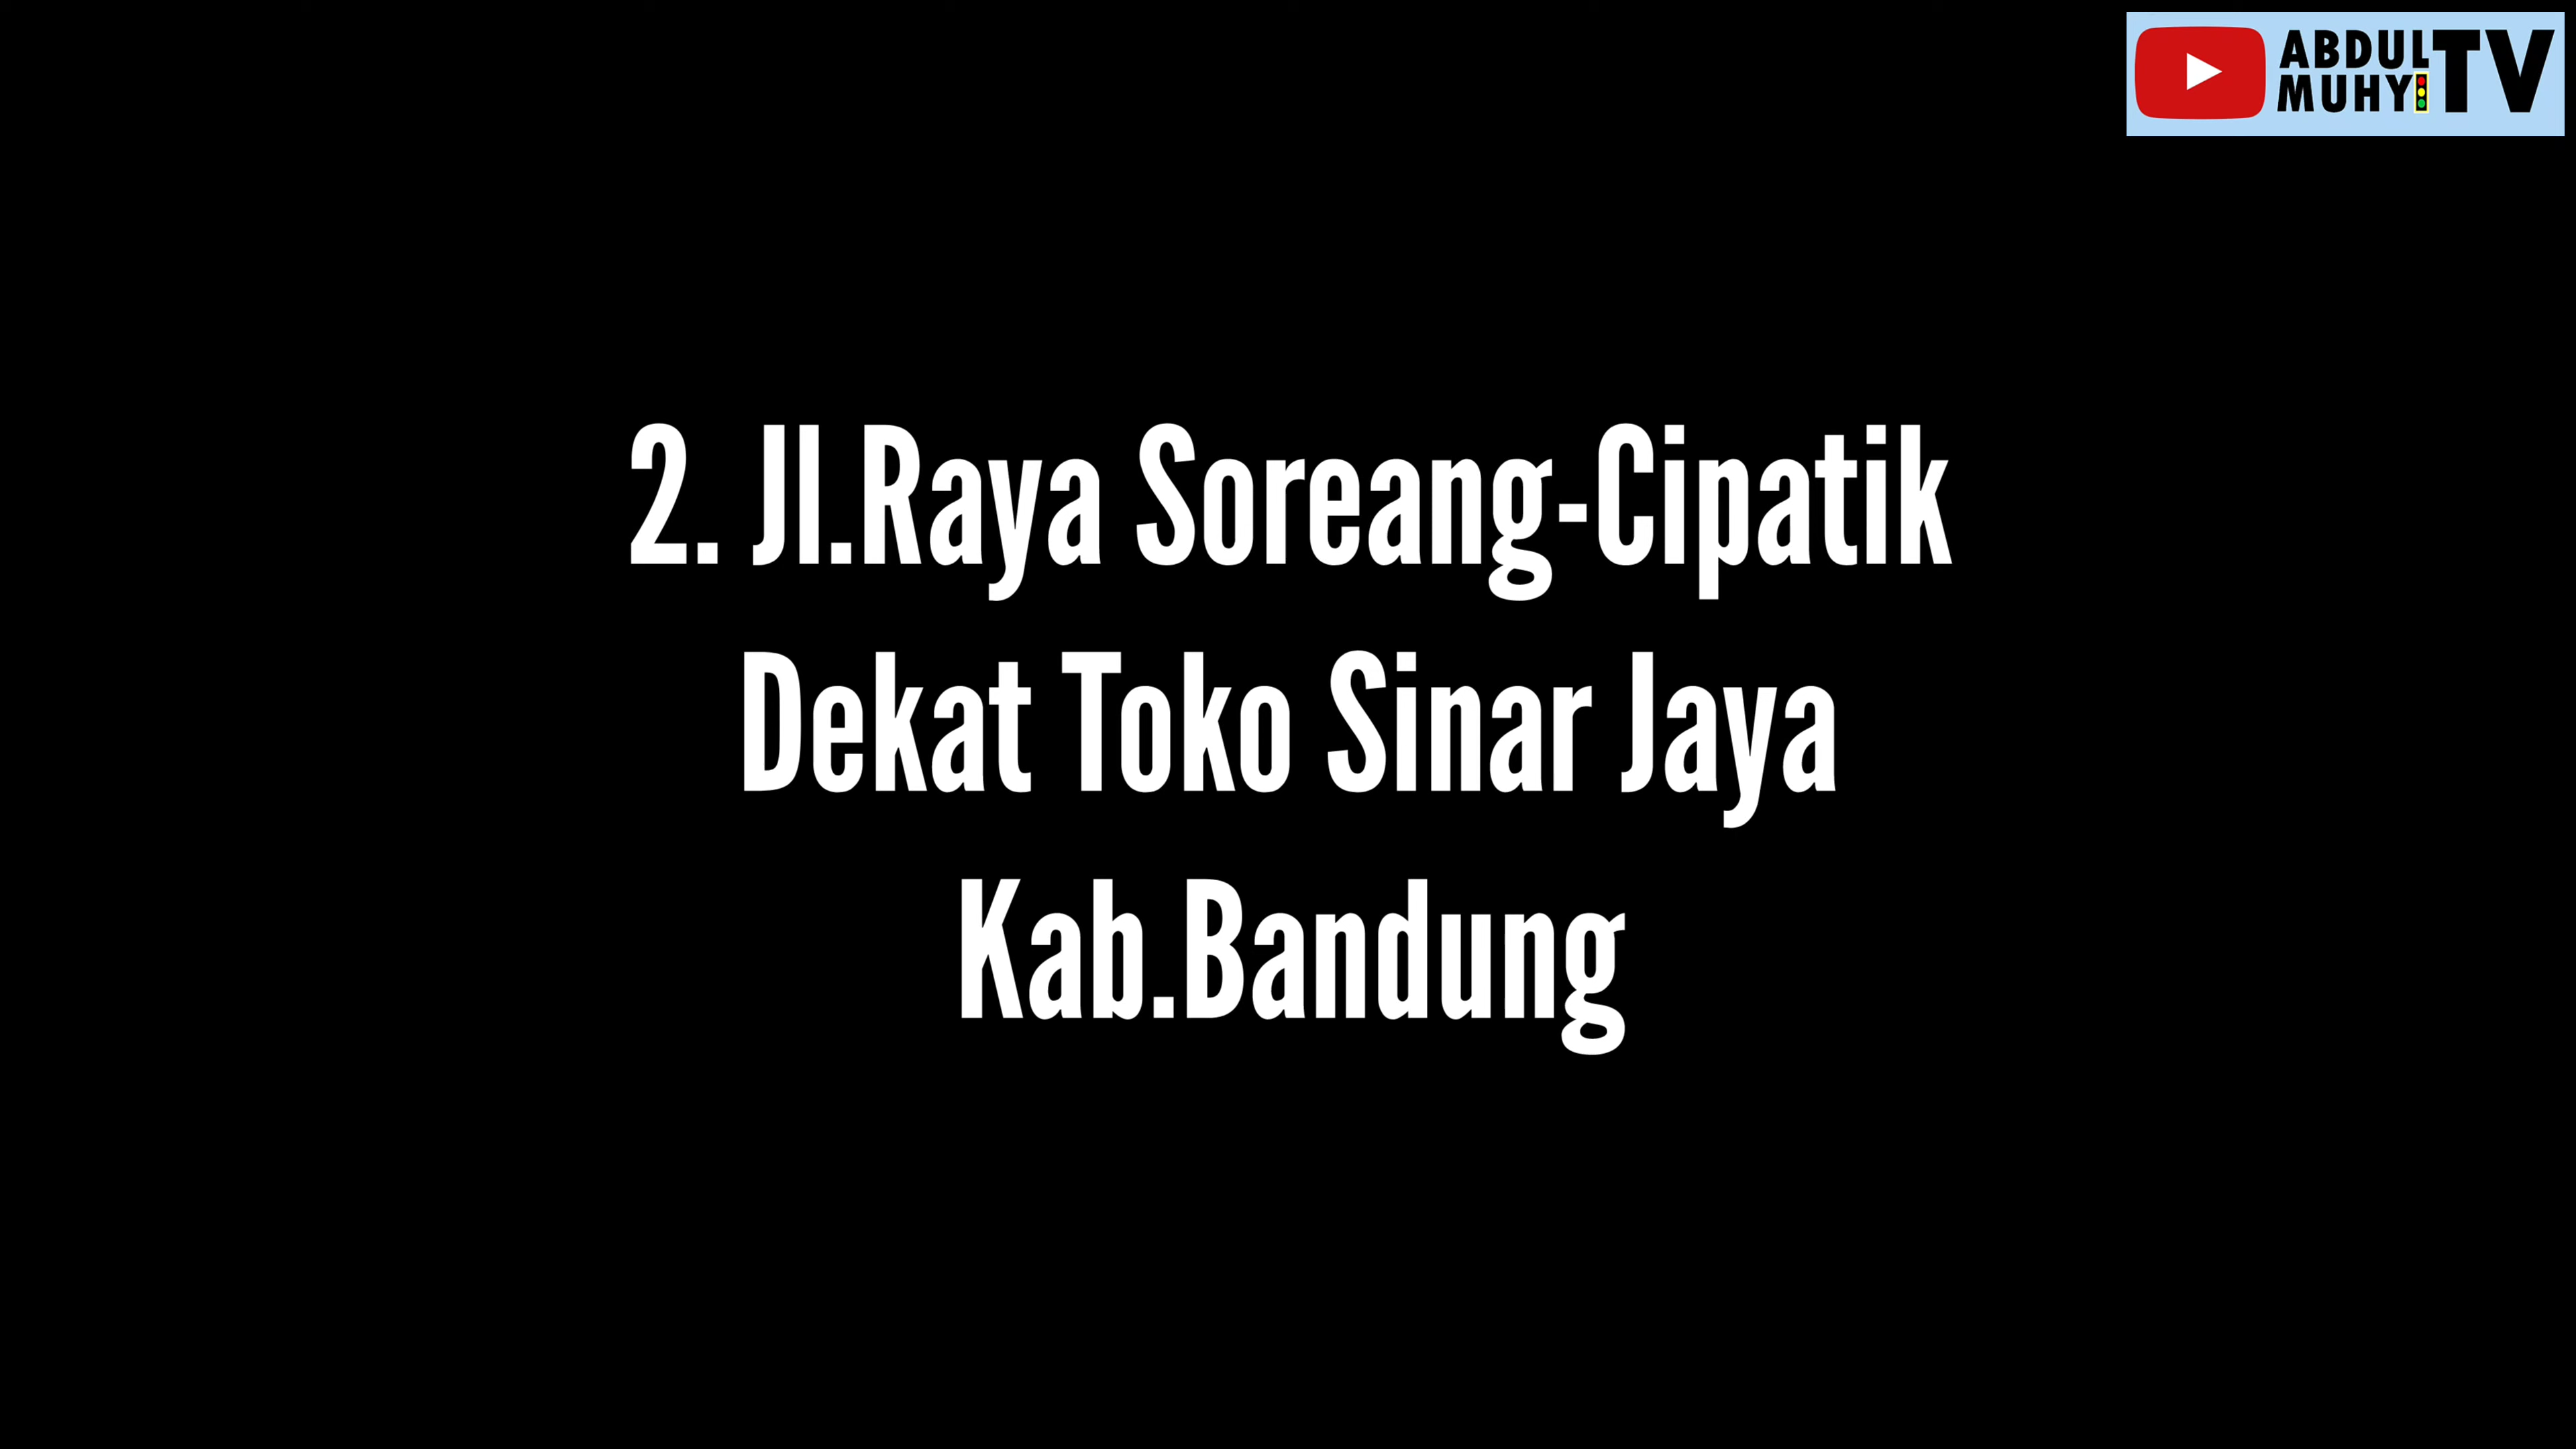 ABDUL
MUHYI TV
2. Jl.Raya Soreang-Cipatik
Dekat Toko Sinar Jaya
Kab.Bandung